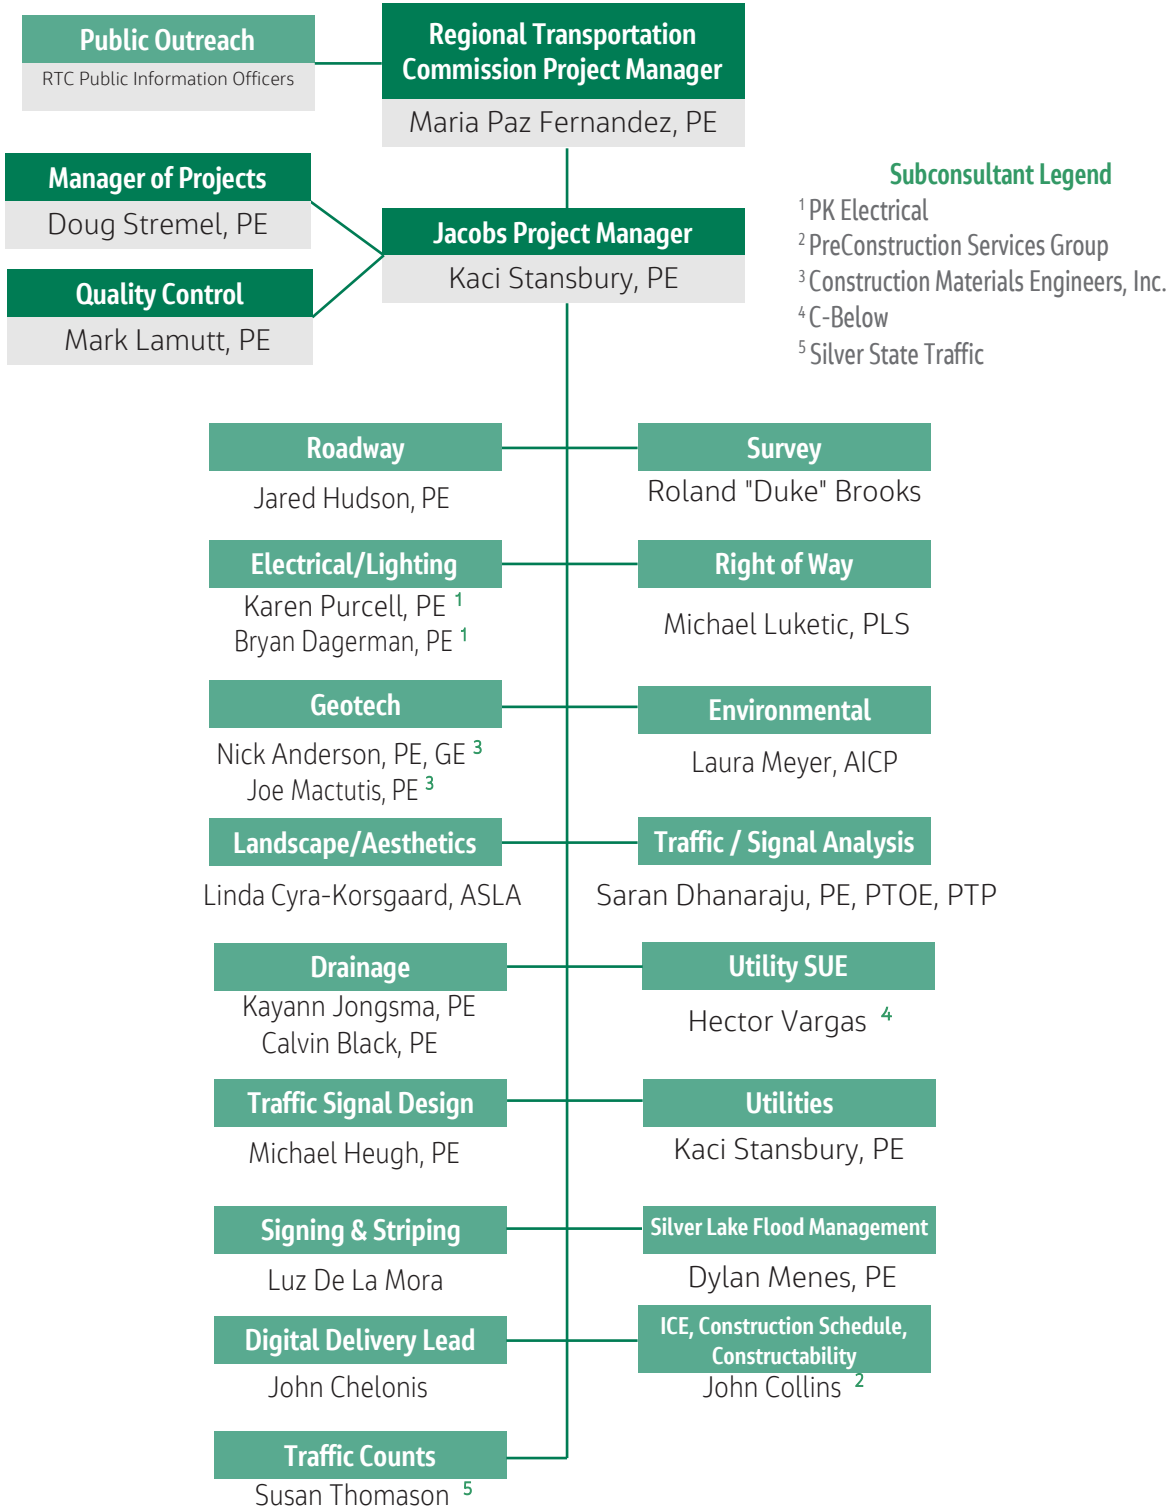 Public Outreach
RTC Public Information Officers
Regional Transportation
Commission Project Manager
Maria Paz Fernandez, PE
Manager of Projects
Doug Stremel, PE
Quality Control
Mark Lamutt, PE
Jacobs Project Manager
Kaci Stansbury, PE
Subconsultant Legend
1 PK Electrical
2 PreConstruction Services Group
3 Construction Materials Engineers, Inc.
4 C-Below
5 Silver State Traffic
Roadway
Jared Hudson, PE
Survey
Roland "Duke" Brooks
Electrical/Lighting
Karen Purcell, PE 1
Bryan Dagerman, PE 1
Right of Way
Michael Luketic, PLS
Geotech
Nick Anderson, PE, GE 3
Joe Mactutis, PE 3
Environmental
Laura Meyer, AICP
Landscape/Aesthetics
Linda Cyra-Korsgaard, ASLA
Traffic / Signal Analysis
Saran Dhanaraju, PE, PTOE, PTP
Drainage
Kayann Jongsma, PE
Calvin Black, PE
Utility SUE
Hector Vargas 4
Traffic Signal Design
Michael Heugh, PE
Utilities
Kaci Stansbury, PE
Signing & Striping
Luz De La Mora
Silver Lake Flood Management
Dylan Menes, PE
Digital Delivery Lead
John Chelonis
ICE, Construction Schedule,
Constructability
John Collins 2
Traffic Counts
Susan Thomason 5